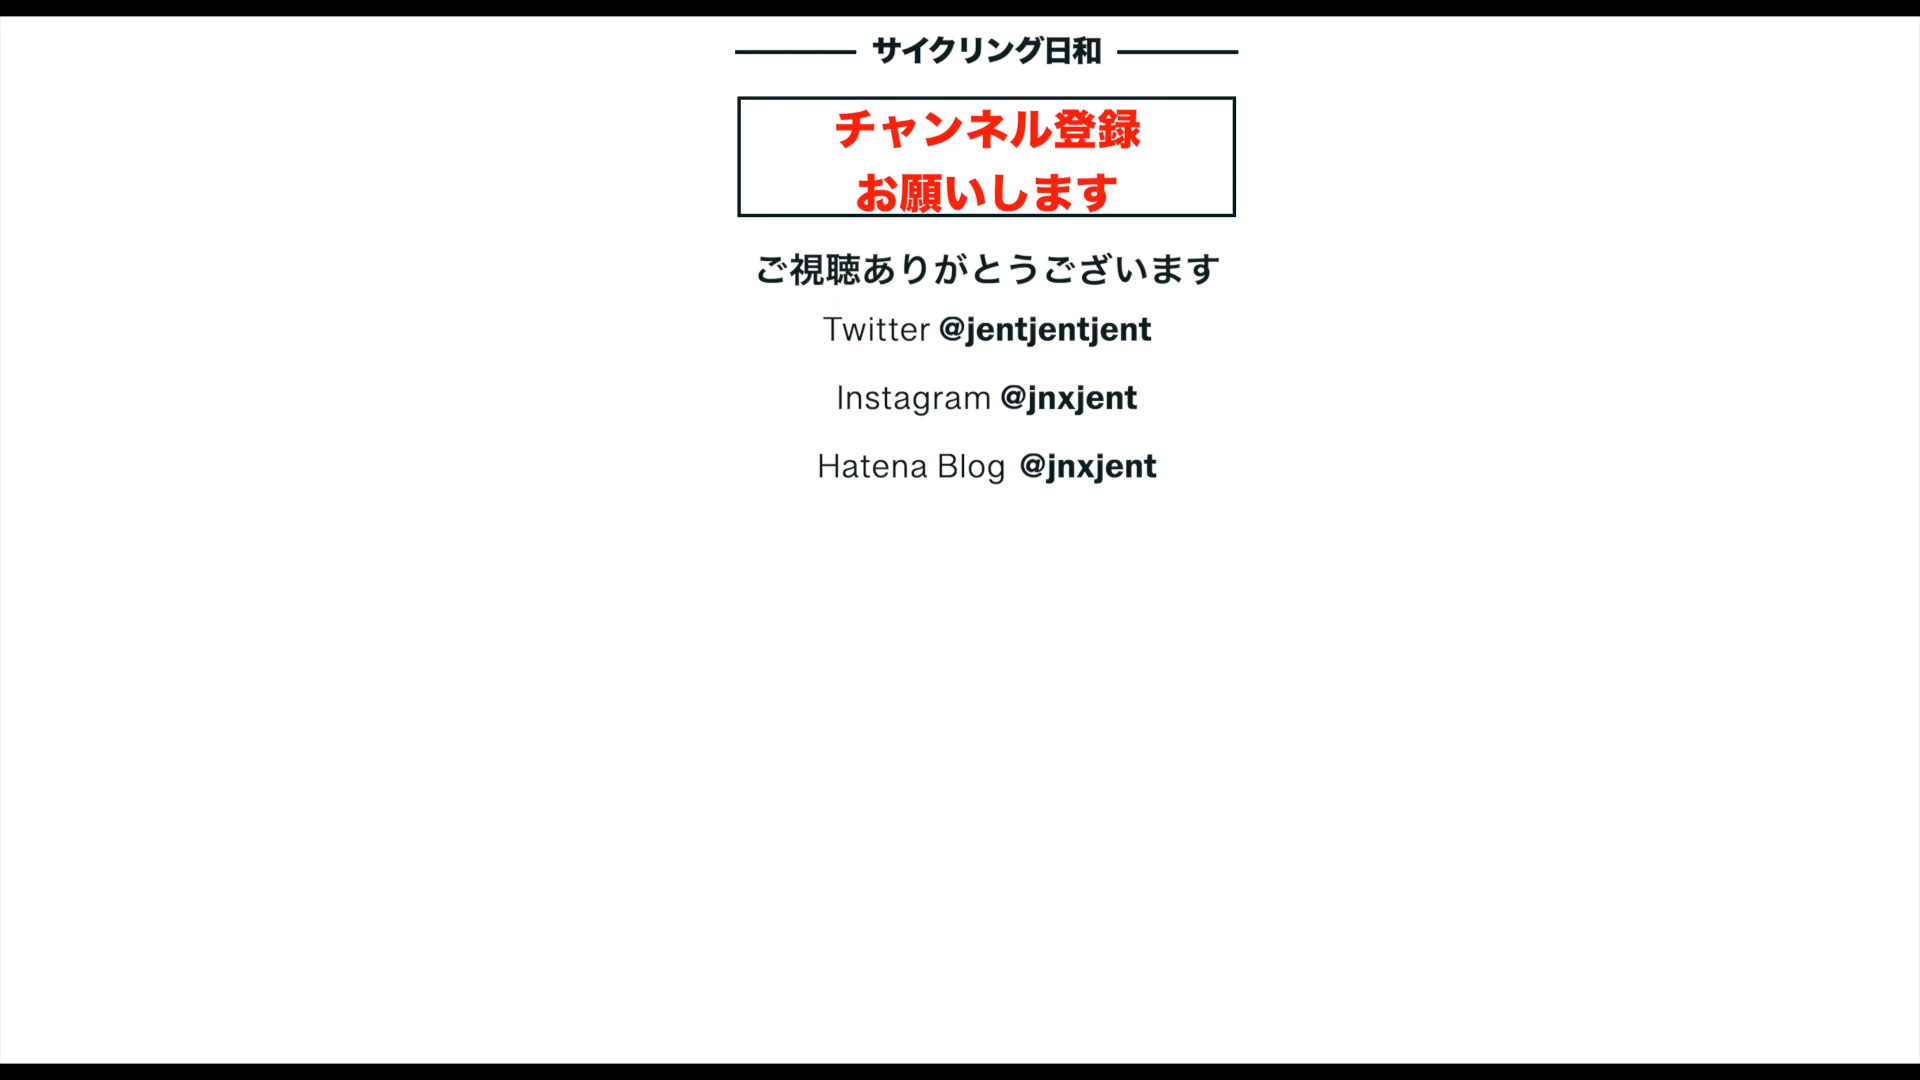 サイクリング日和
チャンネル登録
お願いします
ご視聴ありがとうございます
Twitter @jentjentjent
Instagram @jnxjent
Hatena Blog @jnxjent